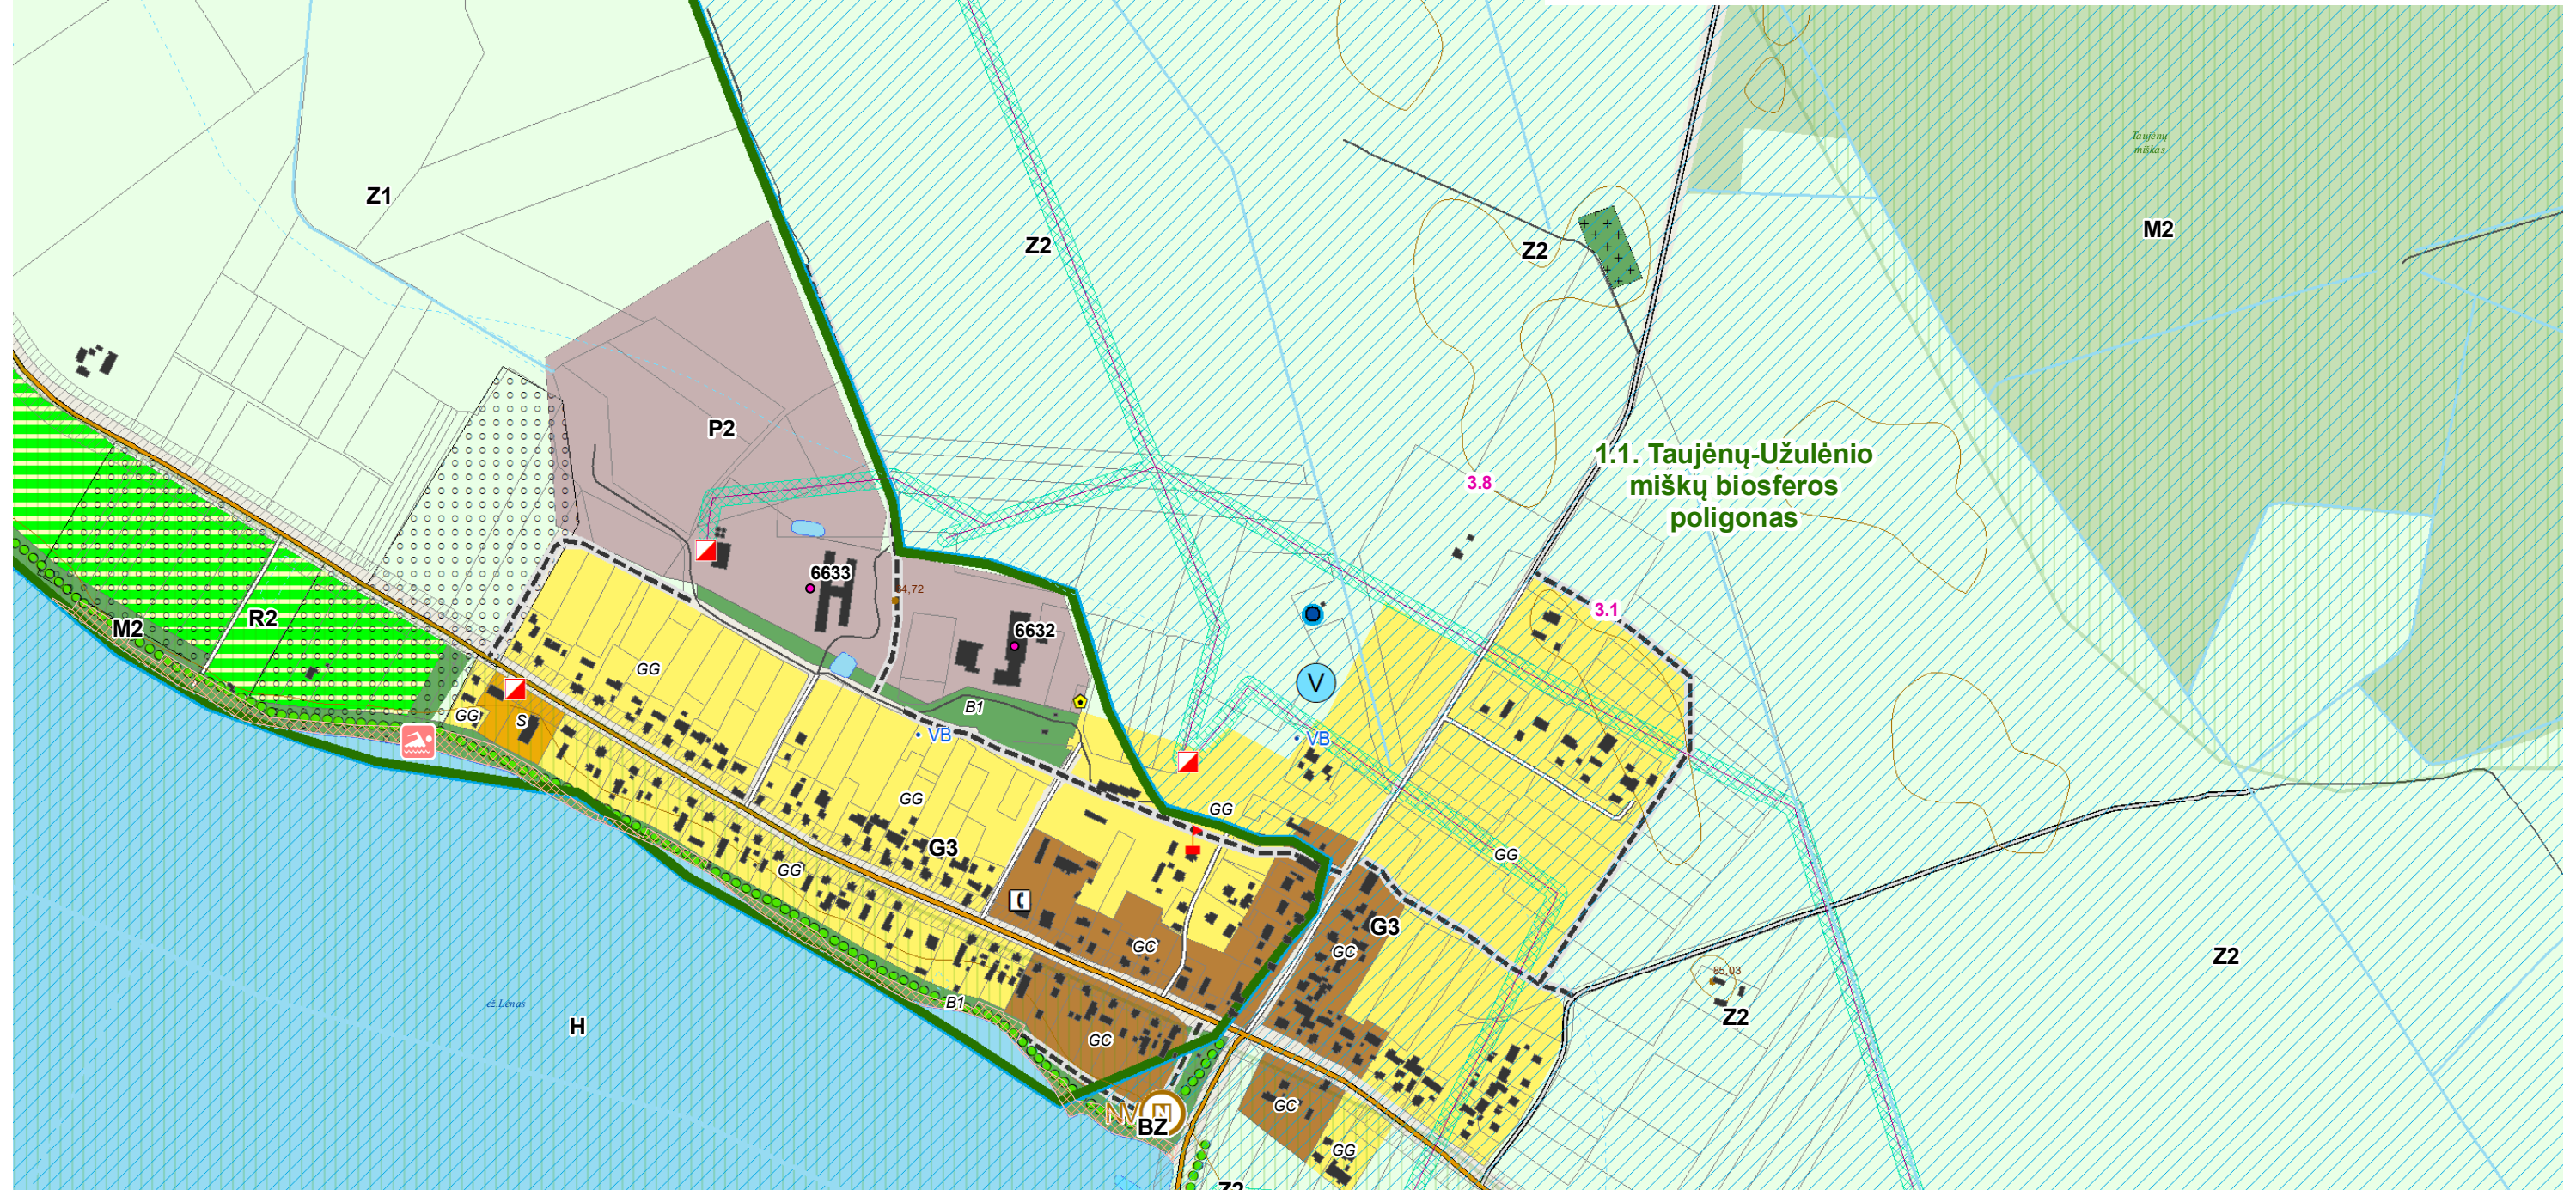 Taujėnų
miškas
Z1
M2
Z2
Z2
P2
1.1. Taujėnų-Užulėnio
miškų biosferos
poligonas
3.8
6633
84,72
3.1
R2
M2
6632
GG
V
GG
S
B1
VB
VB
GG
GG
G3
GG
GG
G3
GC
GC
Z2
85,03
ež.Lėnas
B1
H
Z2
GC
GC
NV
N
BZ
GG
Z2